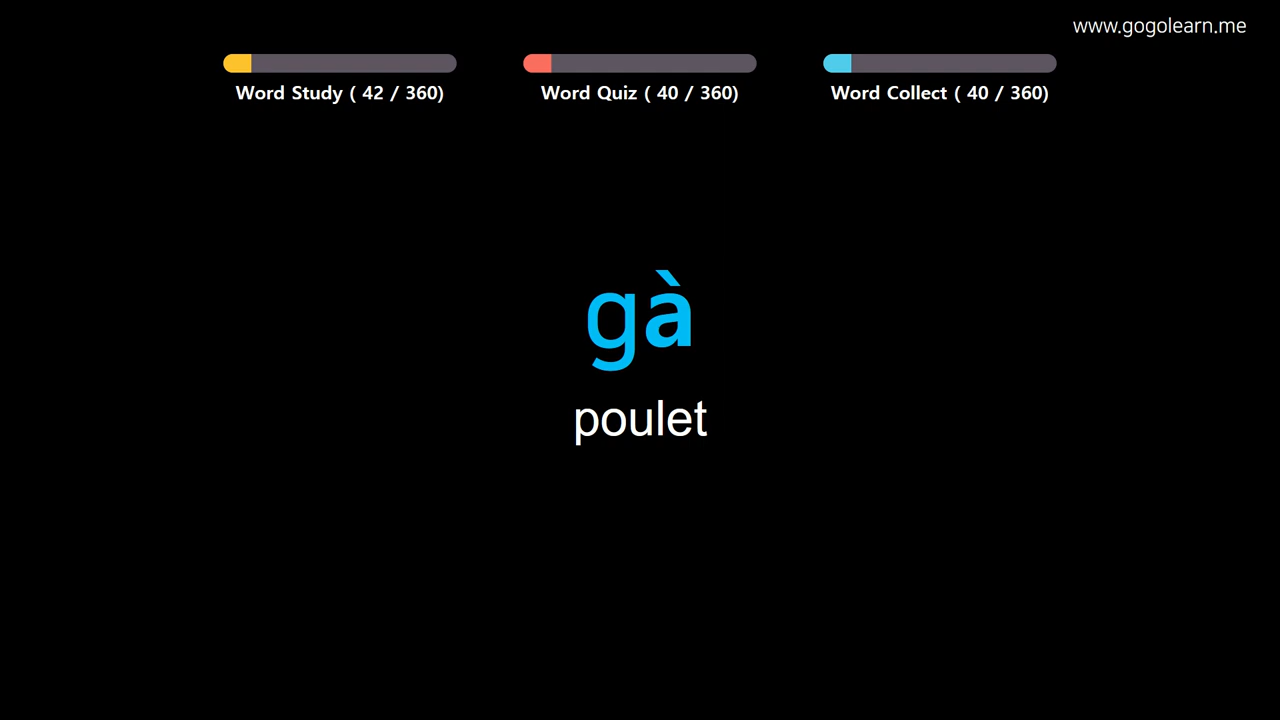 www.gogolearn.me
Word Study ( 42 / 360)
Word Quiz ( 40 / 360)
Word Collect ( 40 / 360)
gà
poulet